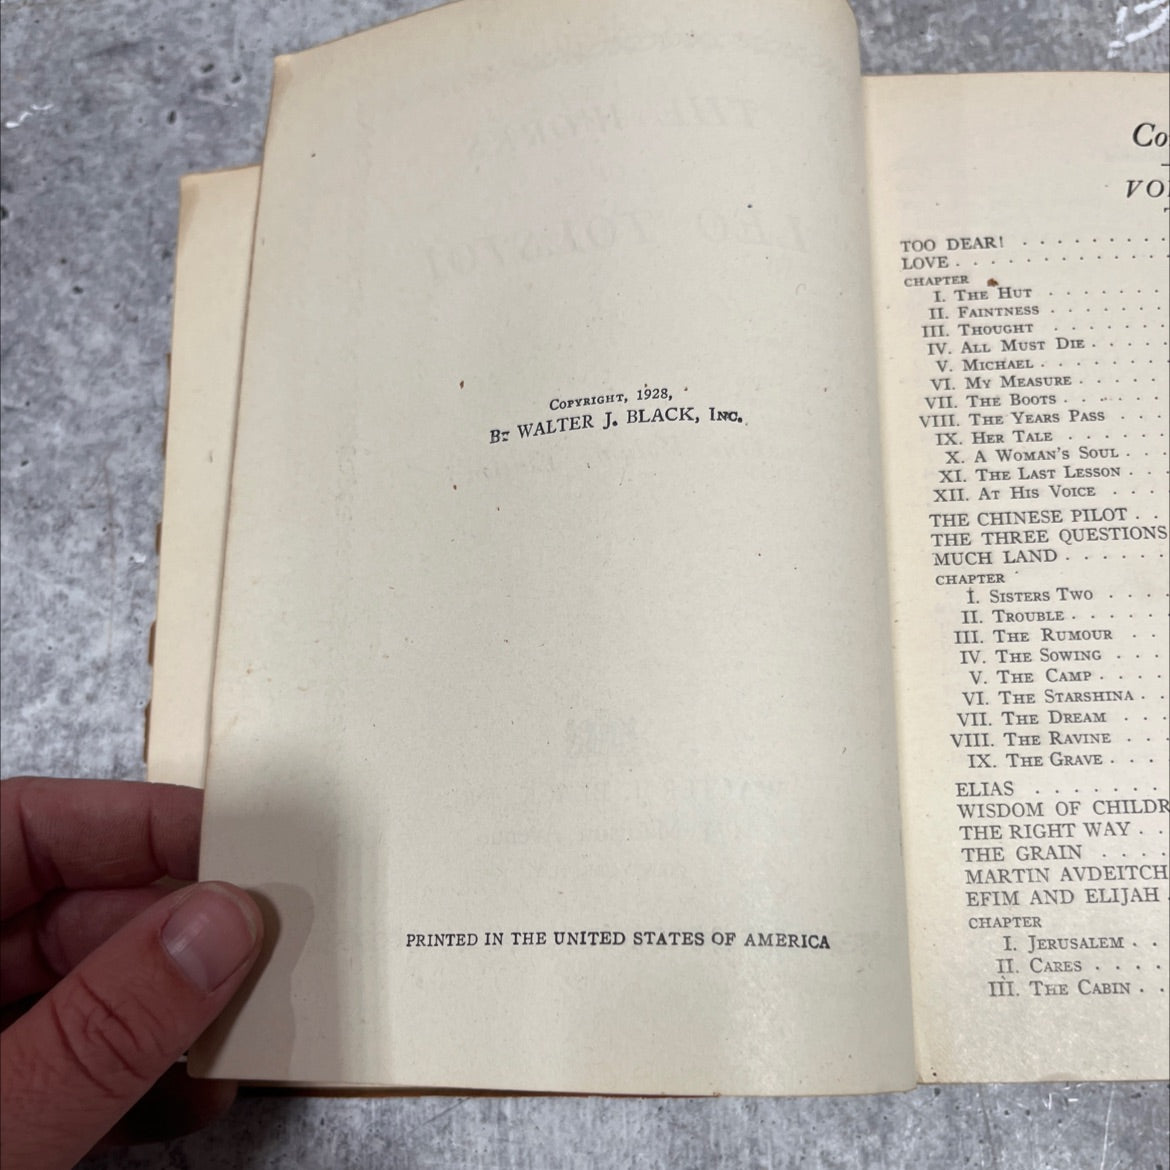 COPYRIGHT, 1928,
BY WALTER J. BLACK, INC.
PRINTED IN THE UNITED STATES OF AMERICA
Co
VO
TOO DEAR!
LOVE
CHAPTER
I. THE HUT
II. FAINTNESS
III. THOUGHT
IV. ALL MUST DIE
V. MICHAEL
VI. MY MEASURE
VII. THE BOOTS
VIII. THE YEARS PASS
IX. HER TALE
X. A WOMAN'S SOUL
XI. THE LAST LESSON
XII. AT HIS VOICE
THE CHINESE PILOT
THE THREE QUESTIONS
MUCH LAND
CHAPTER
I. SISTERS TWO
II. TROUBLE
III. THE RUMOUR
IV. THE SOWING
V. THE CAMP
VI. THE STARSHINA
VII. THE DREAM
VIII. THE RAVINE
IX. THE GRAVE
ELIAS
WISDOM OF CHILDR
THE RIGHT WAY
THE GRAIN
MARTIN AVDEITCH
EFIM AND ELIJAH
CHAPTER
I. JERUSALEM
II. CARES
III. THE CABIN